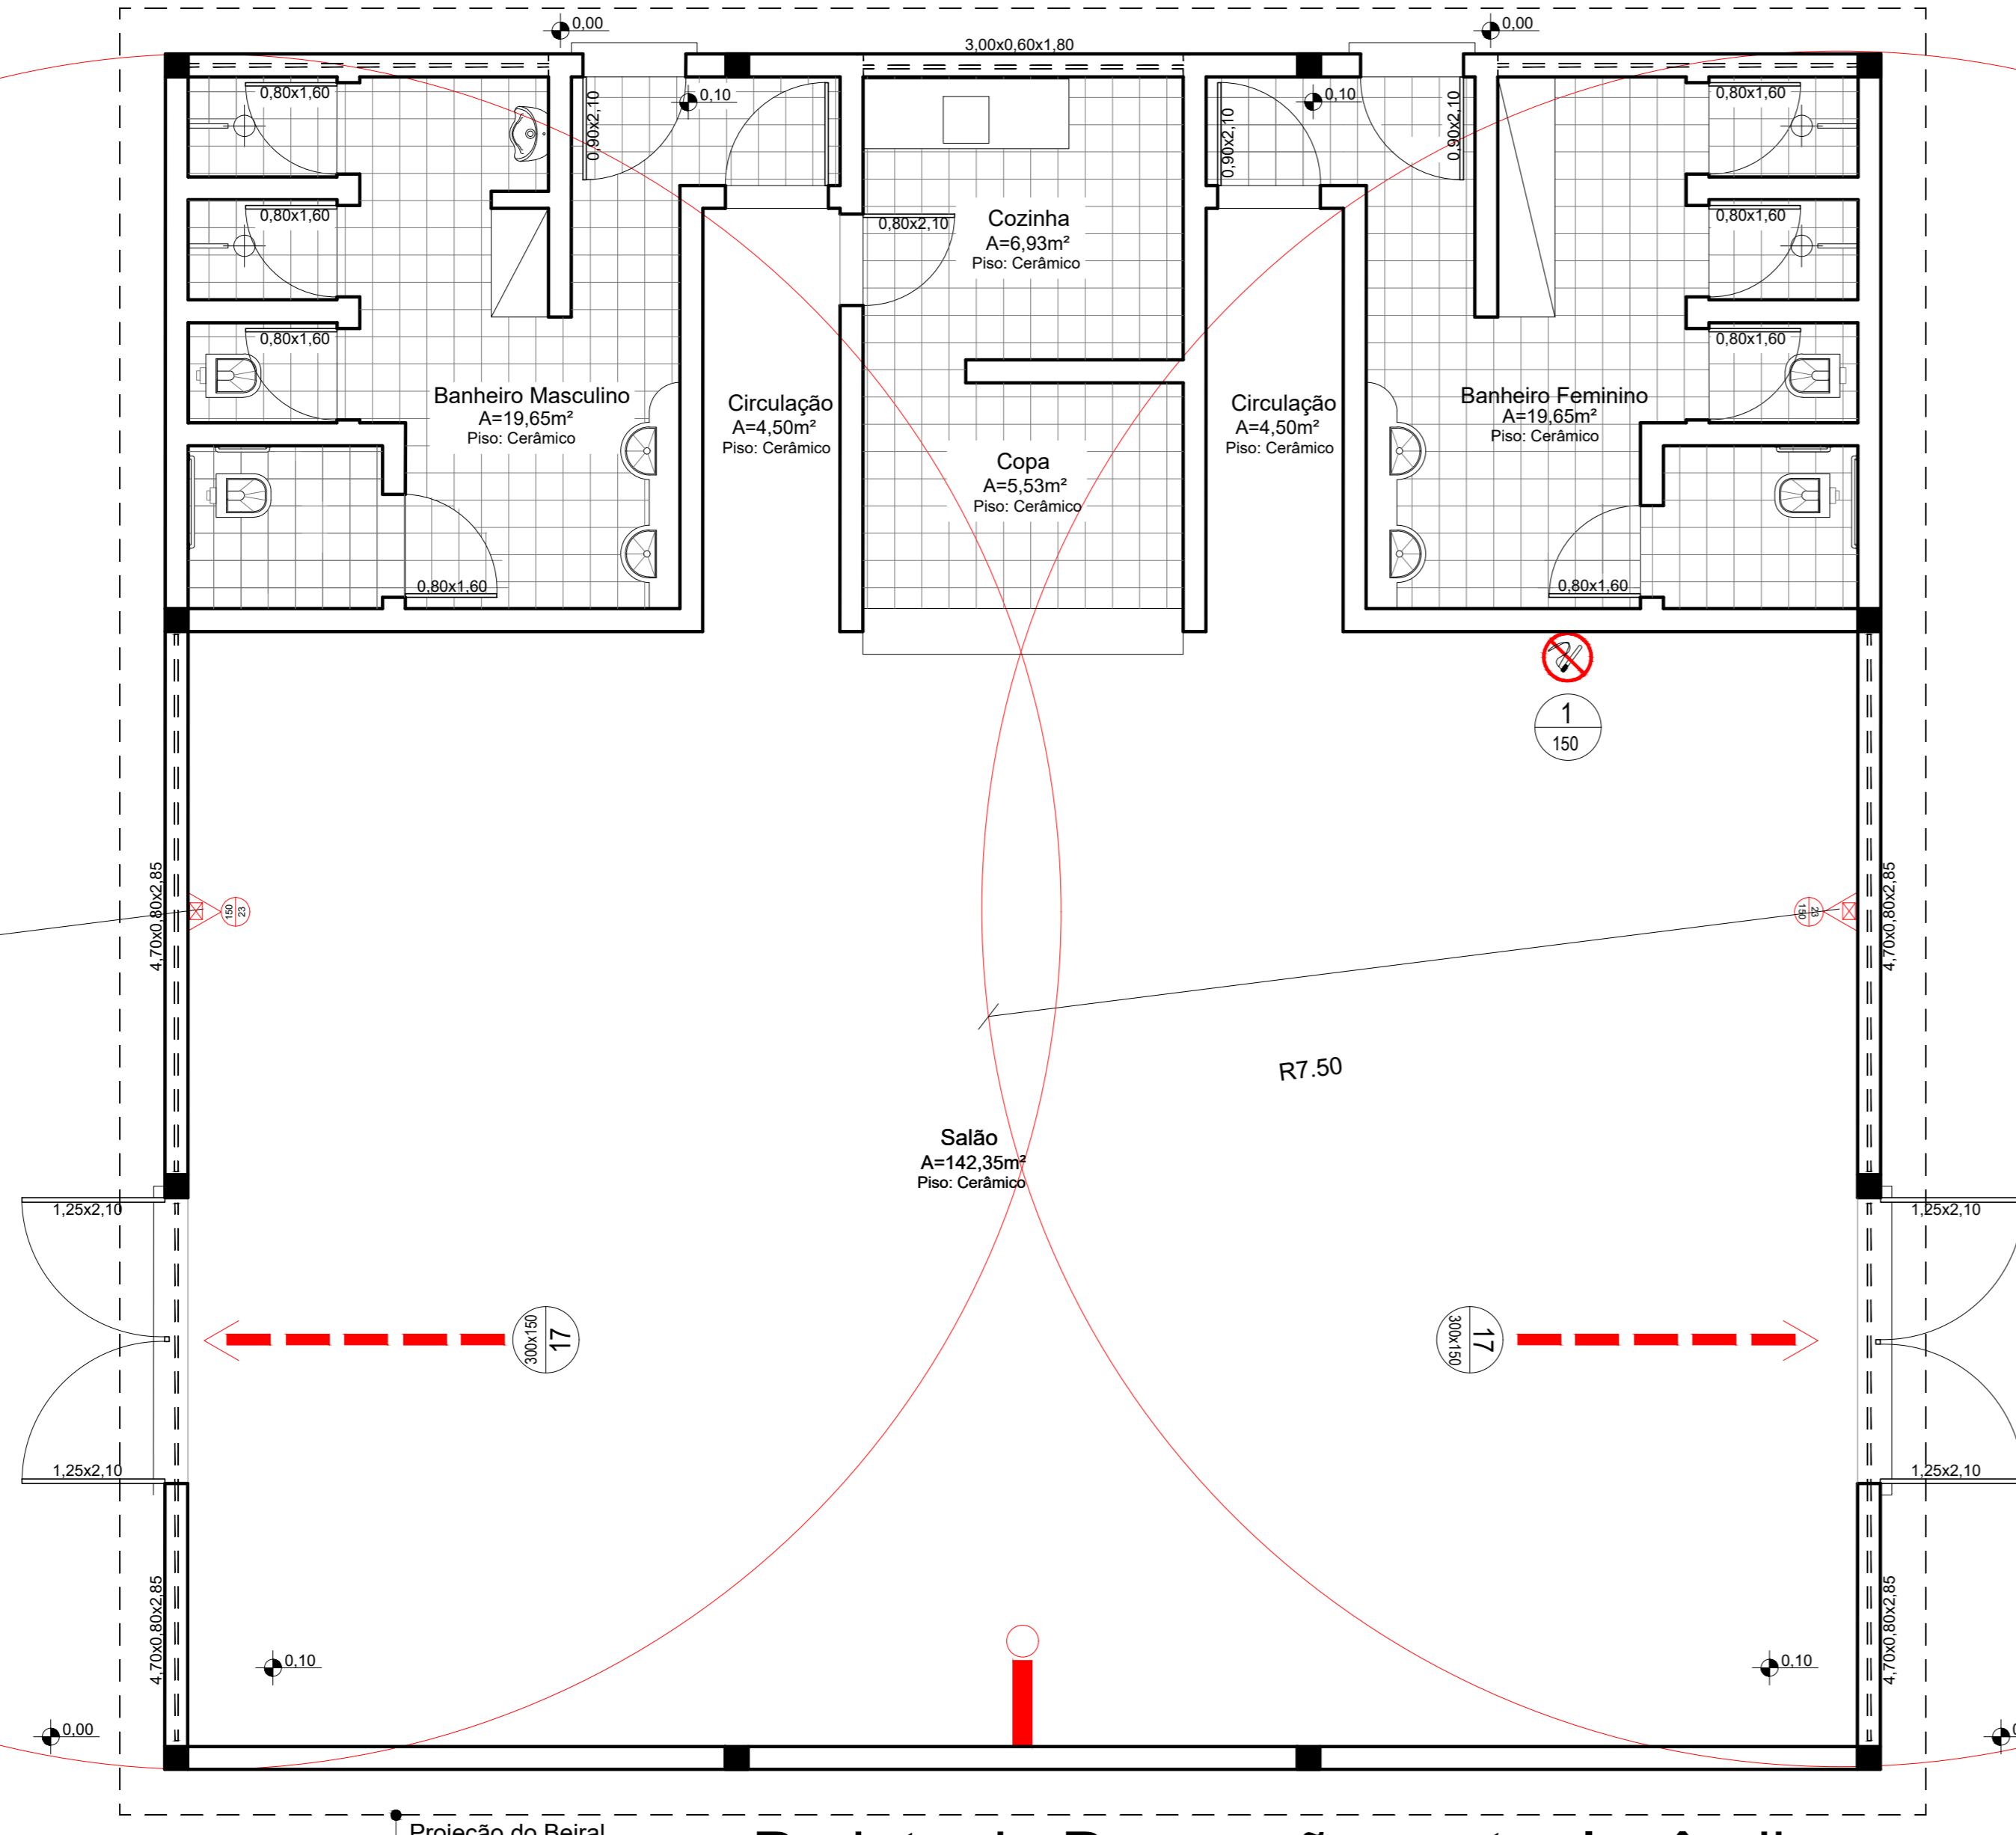 0,00
0,00
3,00x0,60x1,80
0,80x1,60
0,90x2,10
0,10
0,90x2,10
0,10
0,90x2,10
0,80x1,60
0,80x1,60
0,80x2,10
Cozinha
A=6,93m²
Piso: Cerâmico
0,80x1,60
0,80x1,60
0,80x1,60
Banheiro Masculino
A=19,65m²
Piso: Cerâmico
Circulação
A=4,50m²
Piso: Cerâmico
Circulação
A=4,50m²
Piso: Cerâmico
Banheiro Feminino
A=19,65m²
Piso: Cerâmico
Copa
A=5,53m²
Piso: Cerâmico
0,80x1,60
0,80x1,60
1
150
4,70x0,80x2,85
150
23
23
150
4,70x0,80x2,85
R7.50
Salão
A=142,35m²
Piso: Cerâmico
1,25x2,10
1,25x2,10
300x150
17
17
300x150
1,25x2,10
1,25x2,10
4,70x0,80x2,85
4,70x0,80x2,85
0,10
0,10
0,00
Projeção do Beiral